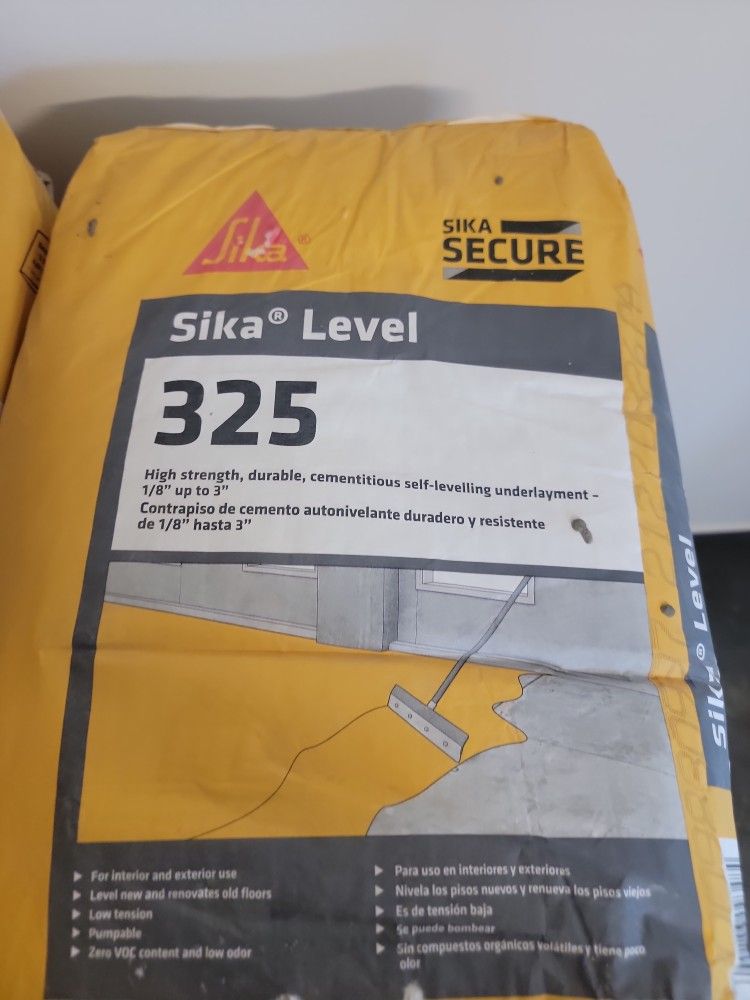 Sika®
SIKA
SECURE
Sika® Level
325
High strength, durable, cementitious self-levelling underlayment –
1/8” up to 3”
Contrapiso de cemento autonivelante duradero y resistente
de 1/8” hasta 3”
For interior and exterior use
Level new and renovates old floors
Low tension
Pumpable
Zero VOC content and low odor
Para uso en interiores y exteriores
Nivela los pisos nuevos y renueva los pisos viejos
Es de tensión baja
Se puede bombear
Sin compuestos orgánicos volátiles y tiene poco
olor
Sika® Level